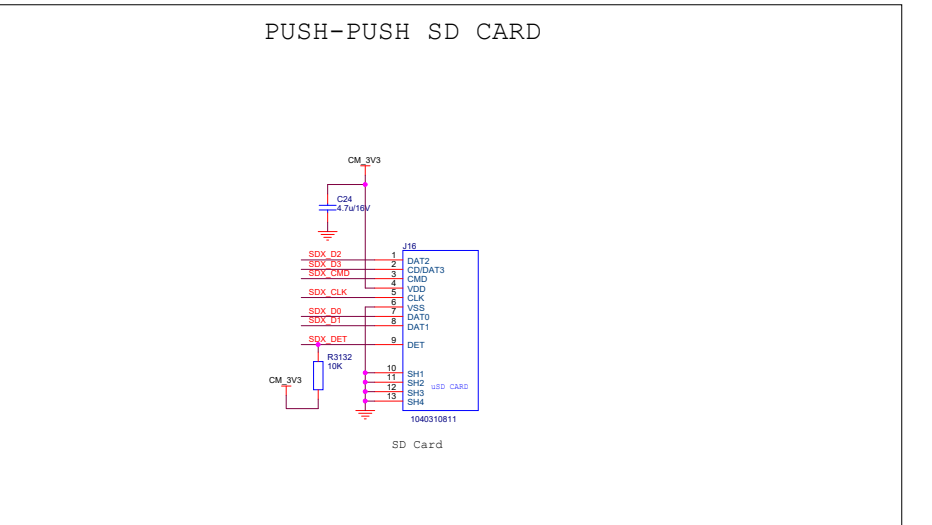 PUSH-PUSH SD CARD
CM_3V3
C24
4.7u/16V
J16
SDX_D2 1 DAT2
SDX_D3 2 CD/DAT3
SDX_CMD 3 CMD
4 VDD
SDX_CLK 5 CLK
6 VSS
SDX_D0 7 DAT0
SDX_D1 8 DAT1
SDX_DET 9 DET
R3132
10K
CM_3V3
10 SH1
11 SH2
12 SH3
13 SH4
uSD CARD
1040310811
SD Card